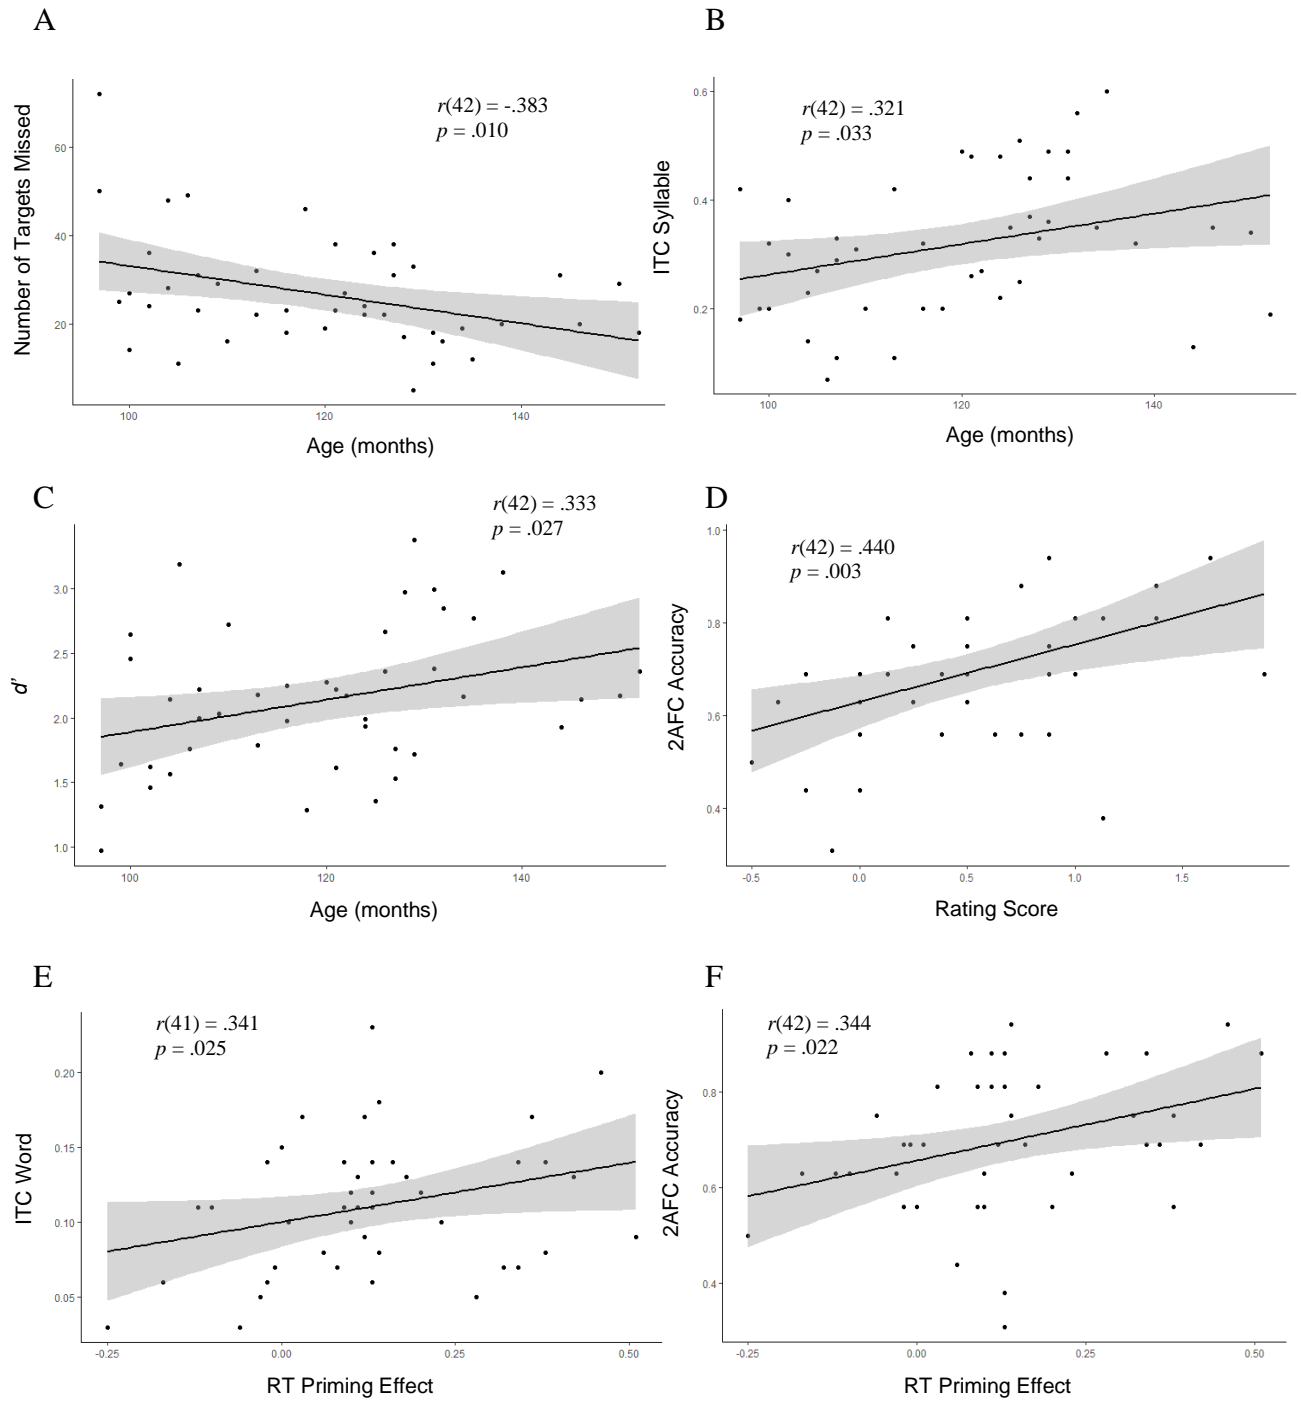 A
r(42) = -.383
p = .010
Number of Targets Missed
60
40
20
100
120
140
Age (months)
B
r(42) = .321
p = .033
ITC Syllable
0.6
0.4
0.2
100
120
140
Age (months)
C
r(42) = .333
p = .027
d'
3.0
2.5
2.0
1.5
1.0
100
120
140
Age (months)
D
r(42) = .440
p = .003
2AFC Accuracy
1.0
0.8
0.6
0.4
-0.5
0.0
0.5
1.0
1.5
Rating Score
E
r(41) = .341
p = .025
ITC Word
0.20
0.15
0.10
0.05
-0.25
0.00
0.25
0.50
RT Priming Effect
F
r(42) = .344
p = .022
2AFC Accuracy
0.8
0.6
0.4
-0.25
0.00
0.25
0.50
RT Priming Effect